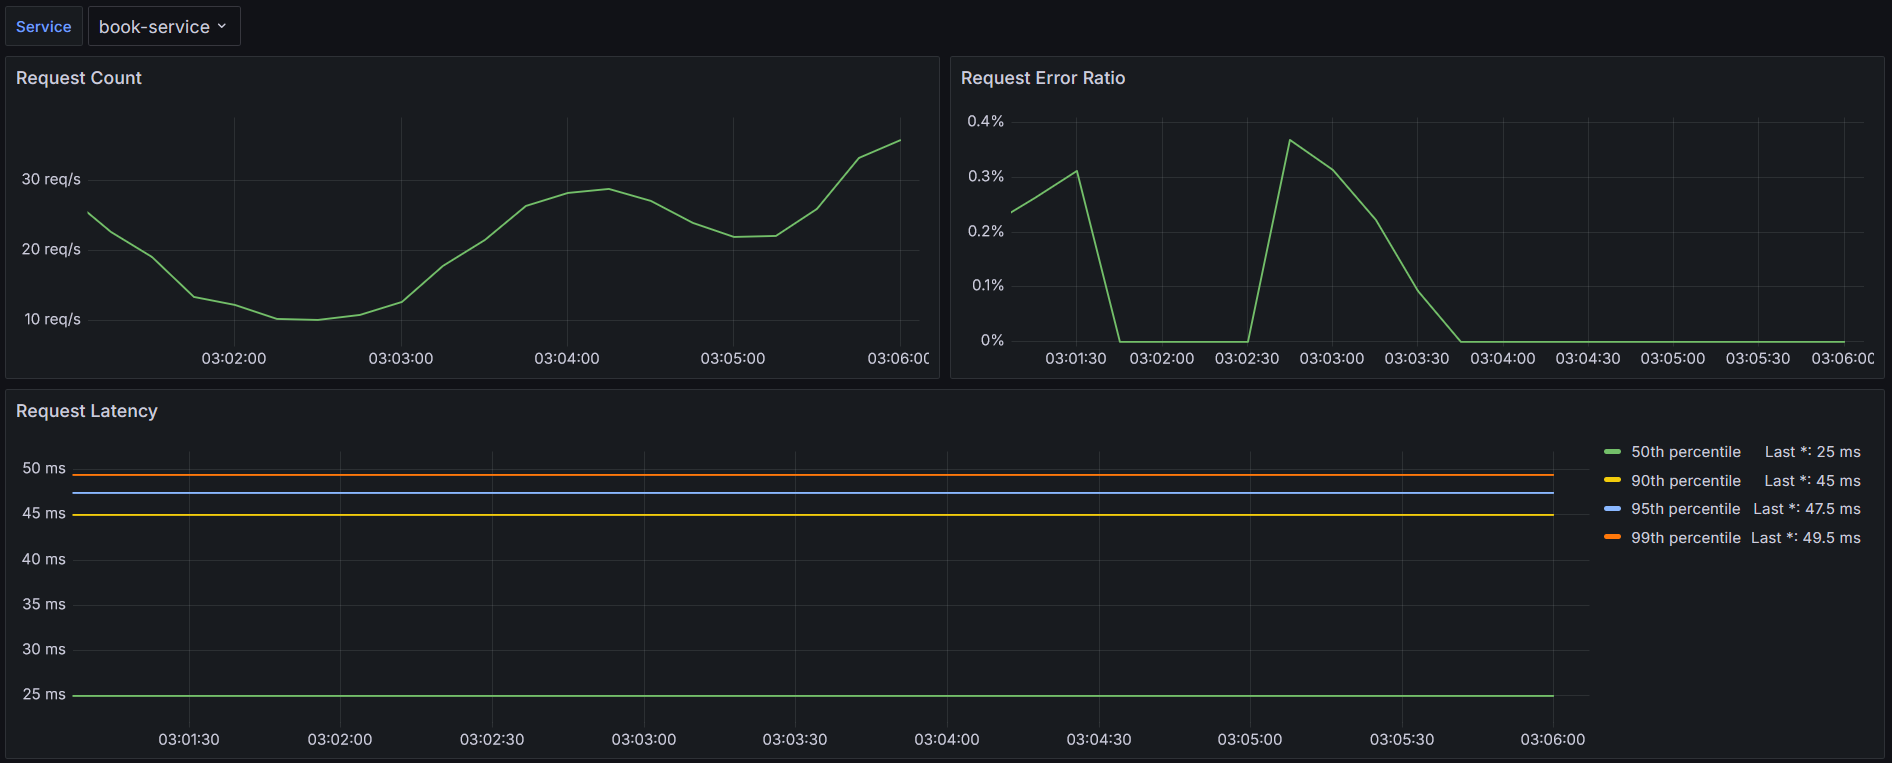 Service book-service
Request Count
30 req/s
20 req/s
10 req/s
03:02:00 03:03:00 03:04:00 03:05:00 03:06:00
Request Error Ratio
0.4%
0.3%
0.2%
0.1%
0%
03:01:30 03:02:00 03:02:30 03:03:00 03:03:30 03:04:00 03:04:30 03:05:00 03:05:30 03:06:00
Request Latency
50 ms
45 ms
40 ms
35 ms
30 ms
25 ms
03:01:30 03:02:00 03:02:30 03:03:00 03:03:30 03:04:00 03:04:30 03:05:00 03:05:30 03:06:00
50th percentile Last *: 25 ms
90th percentile Last *: 45 ms
95th percentile Last *: 47.5 ms
99th percentile Last *: 49.5 ms